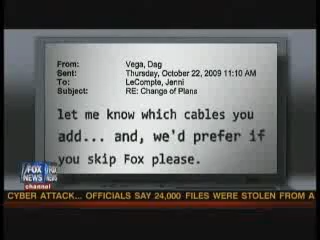 From: Vega, Dag
Sent: Thursday, October 22, 2009 11:10 AM
To: LeCompte, Jenni
Subject: RE: Change of Plans
let me know which cables you
add... and, we'd prefer if
you skip Fox please.
FOX
NEWS
channel
CYBER ATTACK... OFFICIALS SAY 24,000 FILES WERE STOLEN FROM A